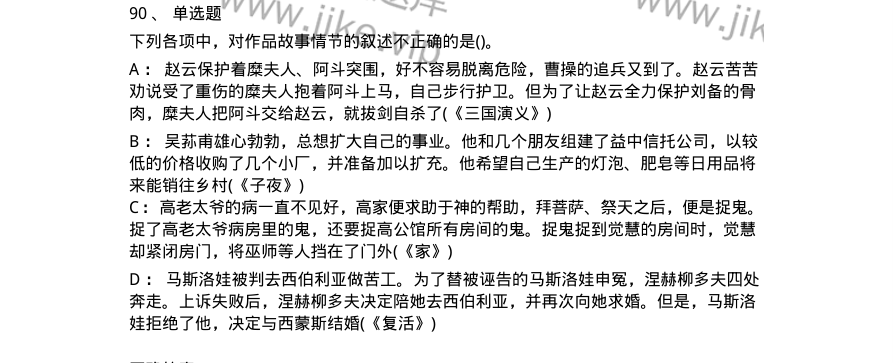 90 、 单选题
下列各项中，对作品故事情节的叙述不正确的是()。
A ： 赵云保护着糜夫人、阿斗突围，好不容易脱离危险，曹操的追兵又到了。赵云苦苦
劝说受了重伤的糜夫人抱着阿斗上马，自己步行护卫。但为了让赵云全力保护刘备的骨
肉，糜夫人把阿斗交给赵云，就拔剑自杀了(《三国演义》)
B ： 吴荪甫雄心勃勃，总想扩大自己的事业。他和几个朋友组建了益中信托公司，以较
低的价格收购了几个小厂，并准备加以扩充。他希望自己生产的灯泡、肥皂等日用品将
来能销往乡村(《子夜》)
C ：高老太爷的病一直不见好，高家便求助于神的帮助，拜菩萨、祭天之后，便是捉鬼。
捉了高老太爷病房里的鬼，还要捉高公馆所有房间的鬼。捉鬼捉到觉慧的房间时，觉慧
却紧闭房门，将巫师等人挡在了门外(《家》)
D ： 马斯洛娃被判去西伯利亚做苦工。为了替被诬告的马斯洛娃申冤，涅赫柳多夫四处
奔走。上诉失败后，涅赫柳多夫决定陪她去西伯利亚，并再次向她求婚。但是，马斯洛
娃拒绝了他，决定与西蒙斯结婚(《复活》)
www.jike.vip
www.jik